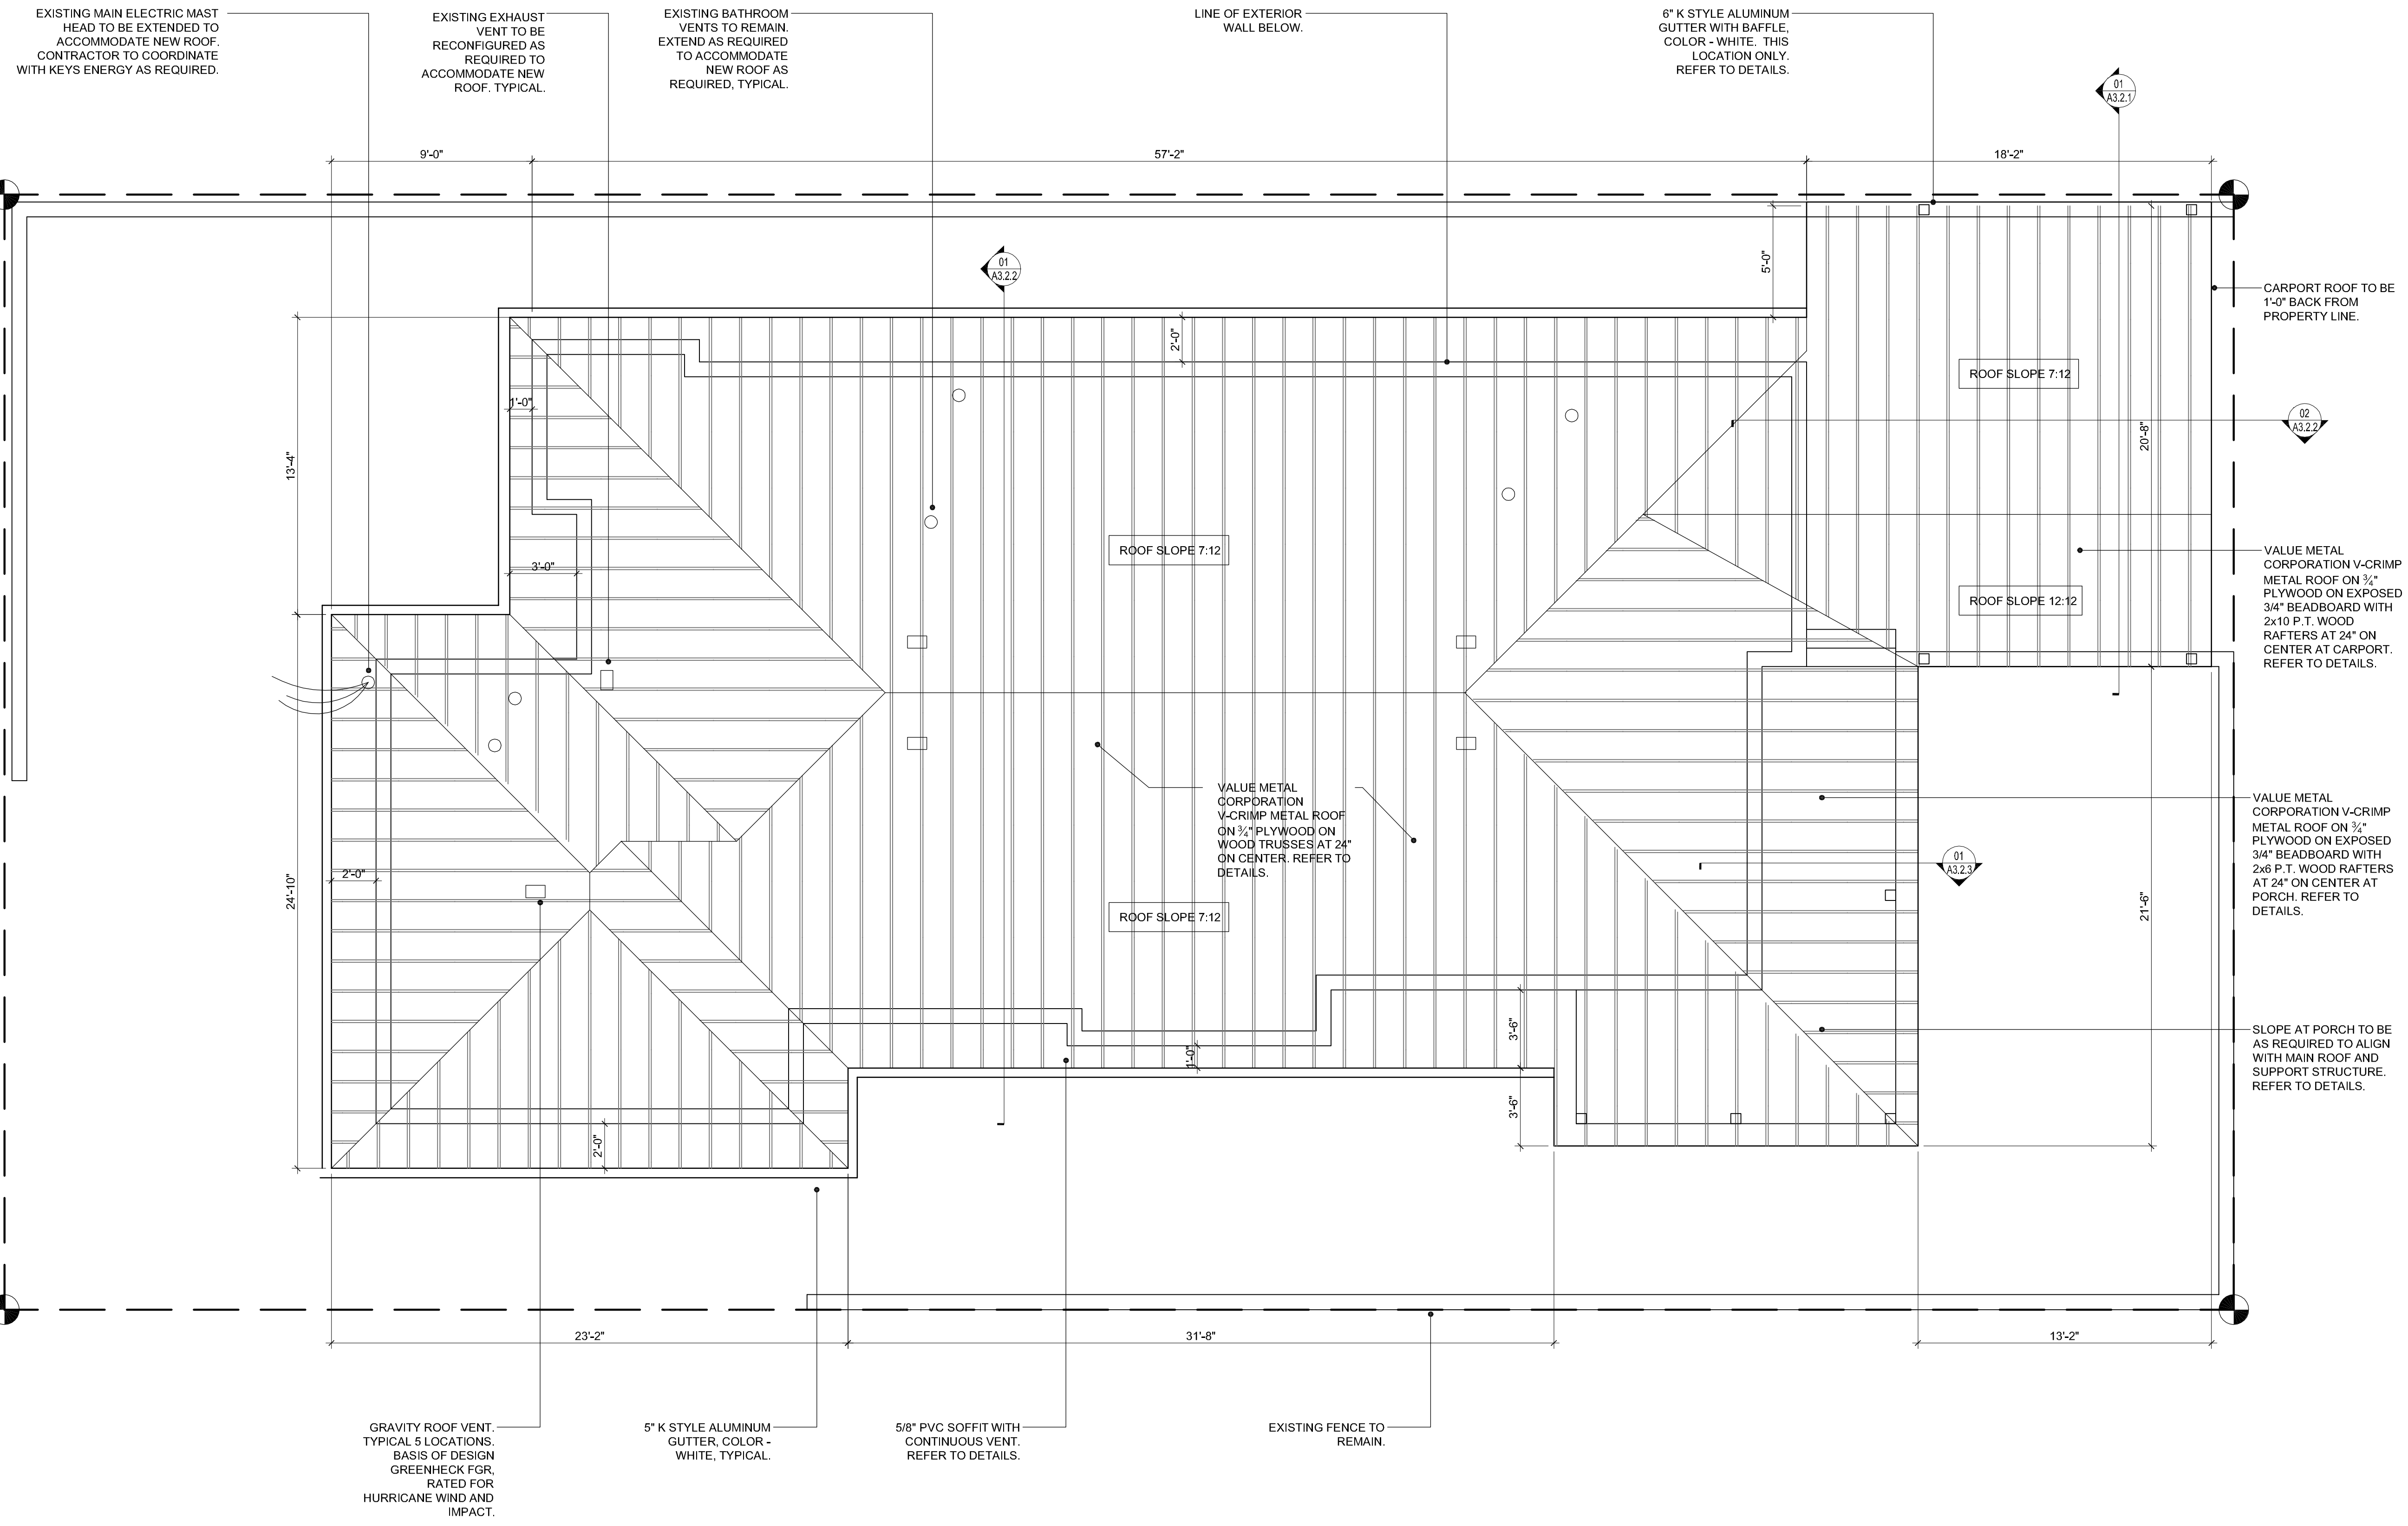 EXISTING MAIN ELECTRIC MAST
HEAD TO BE EXTENDED TO
ACCOMMODATE NEW ROOF.
CONTRACTOR TO COORDINATE
WITH KEYS ENERGY AS REQUIRED.
EXISTING EXHAUST
VENT TO BE
RECONFIGURED AS
REQUIRED TO
ACCOMMODATE NEW
ROOF. TYPICAL.
EXISTING BATHROOM
VENTS TO REMAIN.
EXTEND AS REQUIRED
TO ACCOMMODATE
NEW ROOF AS
REQUIRED, TYPICAL.
LINE OF EXTERIOR
WALL BELOW.
6" K STYLE ALUMINUM
GUTTER WITH BAFFLE,
COLOR - WHITE. THIS
LOCATION ONLY.
REFER TO DETAILS.
01
A3.2.1
9'-0"
57'-2"
18'-2"
01
A3.2.2
5'-0"
CARPORT ROOF TO BE
1'-0" BACK FROM
PROPERTY LINE.
2'-0"
ROOF SLOPE 7:12
1'-0"
02
A3.2.2
20'-8"
13'-4"
ROOF SLOPE 7:12
3'-0"
ROOF SLOPE 12:12
VALUE METAL
CORPORATION V-CRIMP
METAL ROOF ON ¾"
PLYWOOD ON EXPOSED
3/4" BEADBOARD WITH
2x10 P.T. WOOD
RAFTERS AT 24" ON
CENTER AT CARPORT.
REFER TO DETAILS.
VALUE METAL
CORPORATION
V-CRIMP METAL ROOF
ON ¾" PLYWOOD ON
WOOD TRUSSES AT 24"
ON CENTER. REFER TO
DETAILS.
VALUE METAL
CORPORATION V-CRIMP
METAL ROOF ON ¾"
PLYWOOD ON EXPOSED
3/4" BEADBOARD WITH
2x6 P.T. WOOD RAFTERS
AT 24" ON CENTER AT
PORCH. REFER TO
DETAILS.
01
A3.2.3
2'-0"
24'-10"
ROOF SLOPE 7:12
21'-6"
3'-6"
1'-0"
SLOPE AT PORCH TO BE
AS REQUIRED TO ALIGN
WITH MAIN ROOF AND
SUPPORT STRUCTURE.
REFER TO DETAILS.
3'-6"
2'-0"
23'-2"
31'-8"
13'-2"
GRAVITY ROOF VENT.
TYPICAL 5 LOCATIONS.
BASIS OF DESIGN
GREENHECK FGR,
RATED FOR
HURRICANE WIND AND
IMPACT.
5" K STYLE ALUMINUM
GUTTER, COLOR -
WHITE, TYPICAL.
5/8" PVC SOFFIT WITH
CONTINUOUS VENT.
REFER TO DETAILS.
EXISTING FENCE TO
REMAIN.